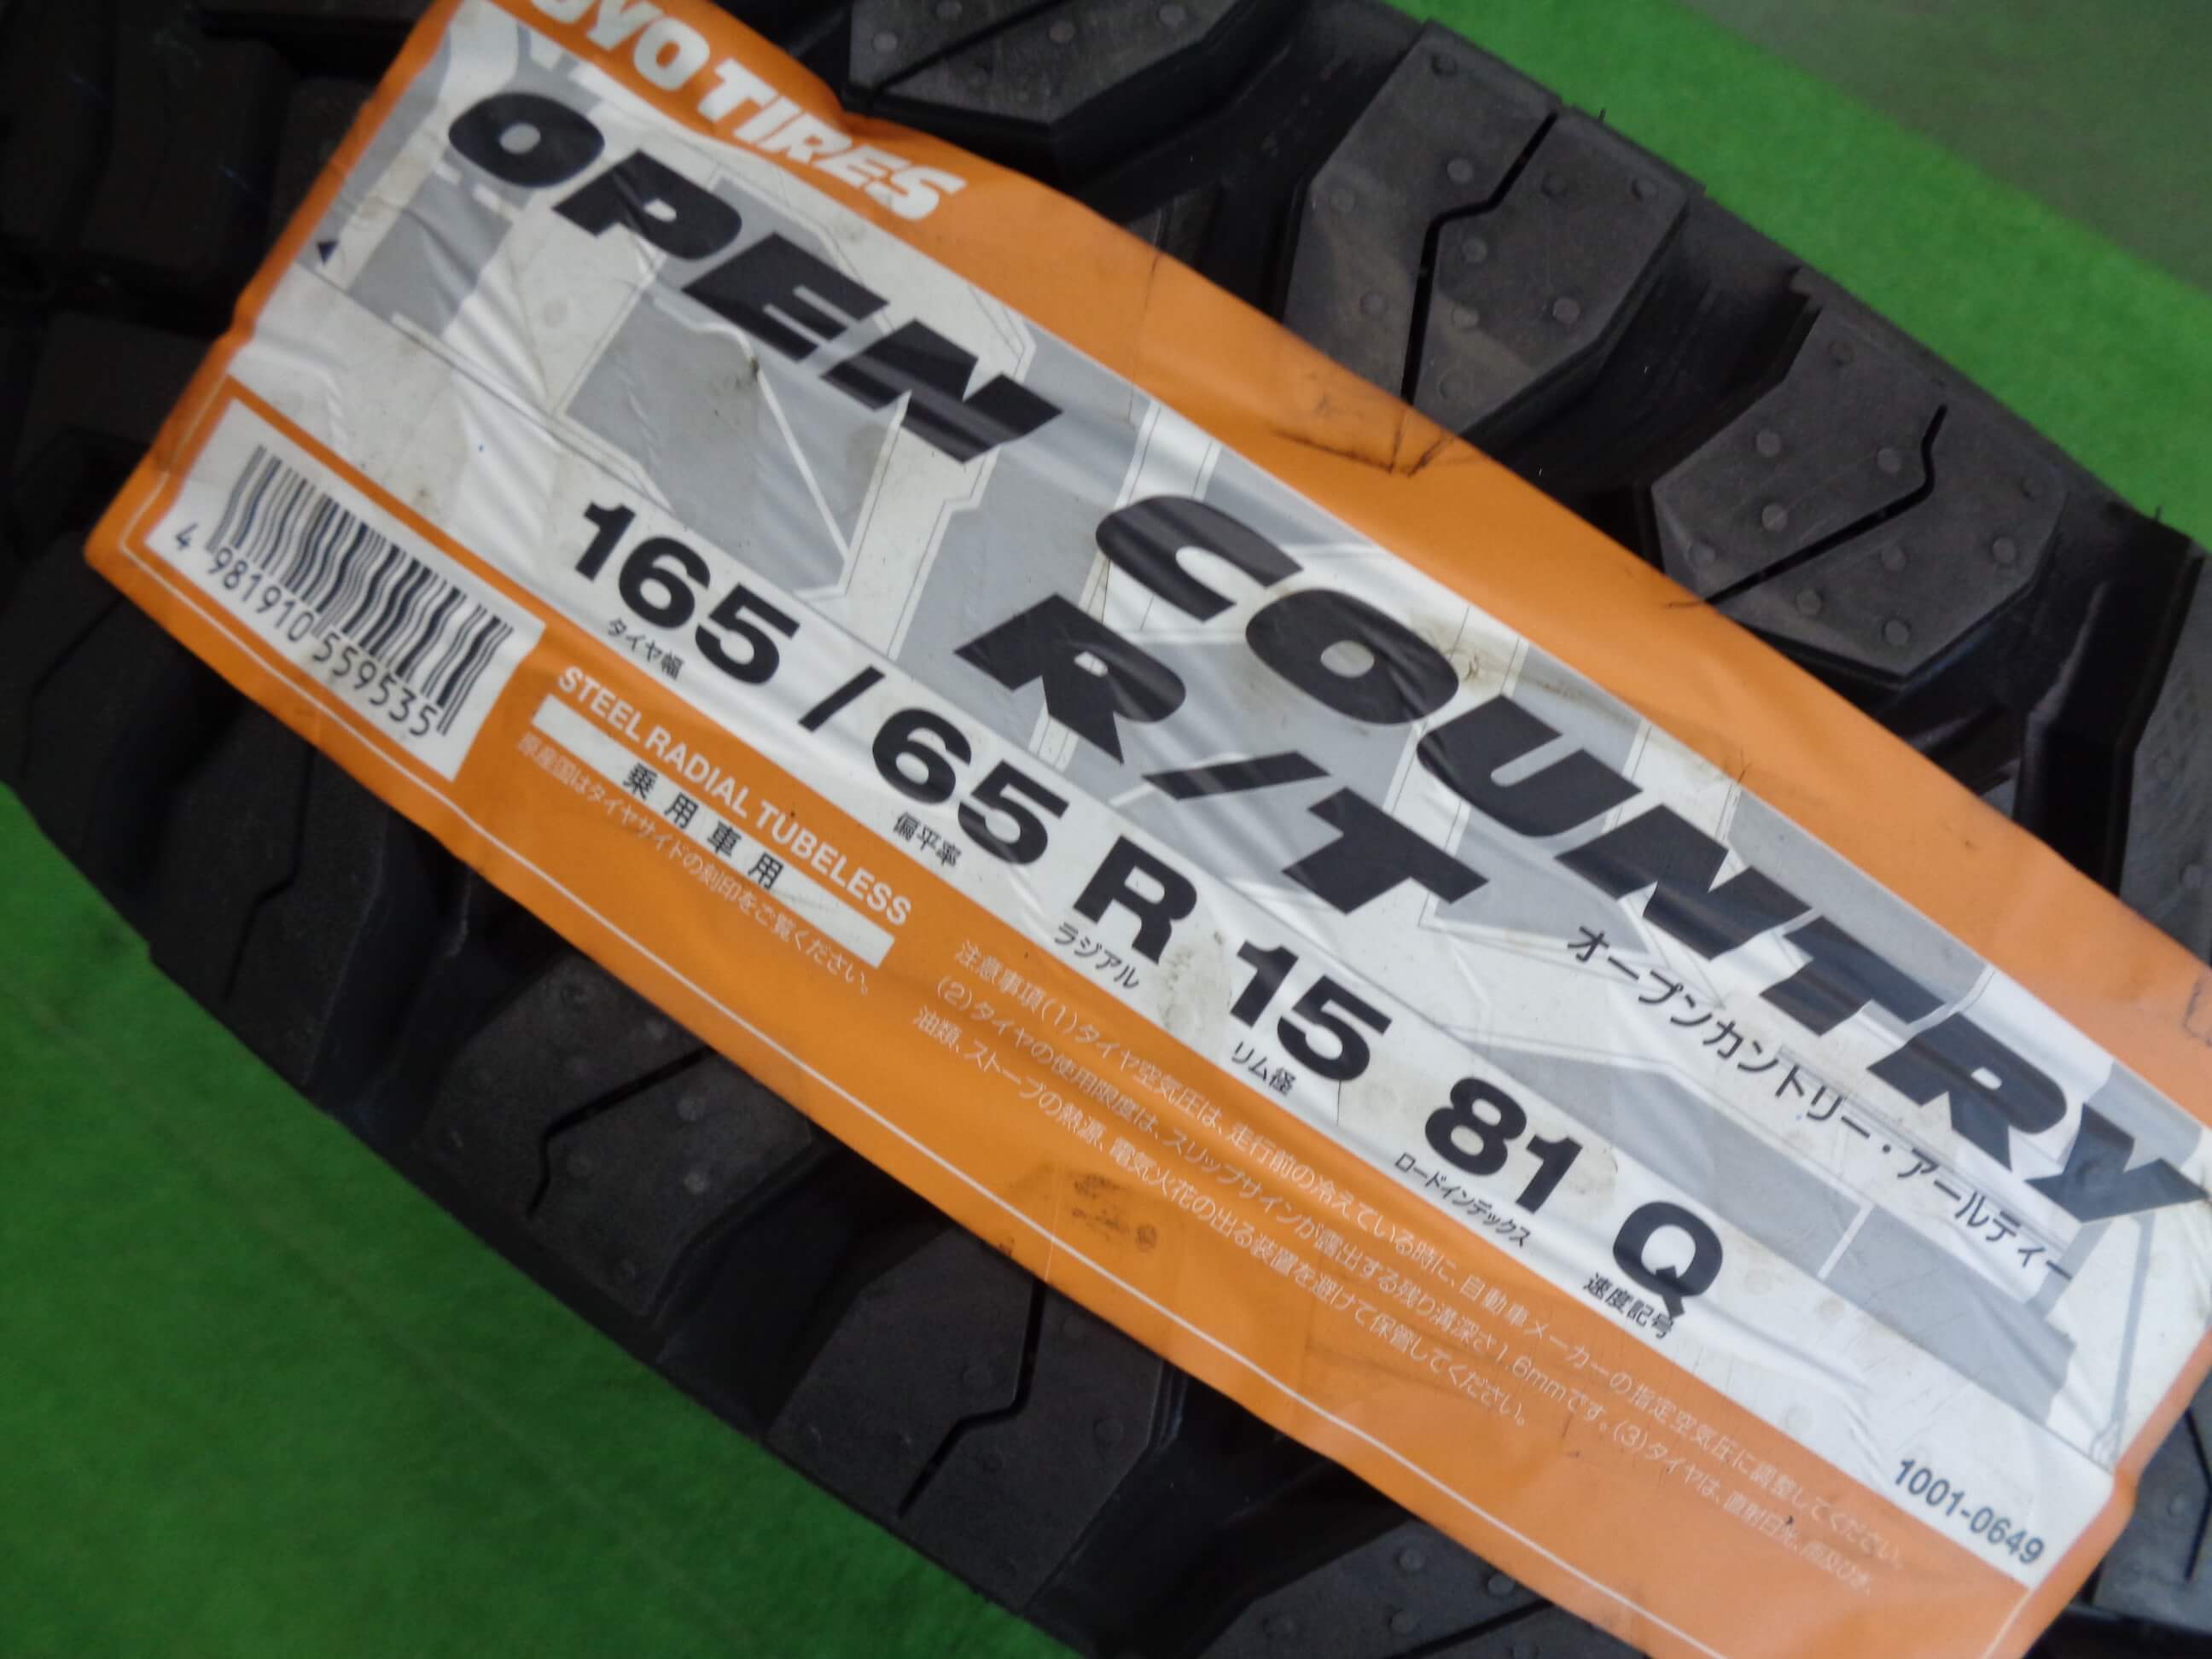 TOYO TIRES
OPEN COUNTRY
R/T
オープンカントリー・アールティー
165 / 65 R 15 81 Q
タイヤ幅 偏平率 ラジアル リム径 ロードインデックス 速度記号
4 981910 559535
STEEL RADIAL TUBELESS
乗用車用
原産国はタイヤサイドの刻印をご覧ください。
注意事項(1)タイヤ空気圧は、走行前の冷えている時に、自動車メーカーの指定空気圧に調整してください。
(2)タイヤの使用限度は、スリップサインが露出する残り溝深さ1.6mmです。(3)タイヤは、直射日光、雨及び水、
油類、ストーブの熱源、電気火花の出る装置を避けて保管してください。
1001-0649